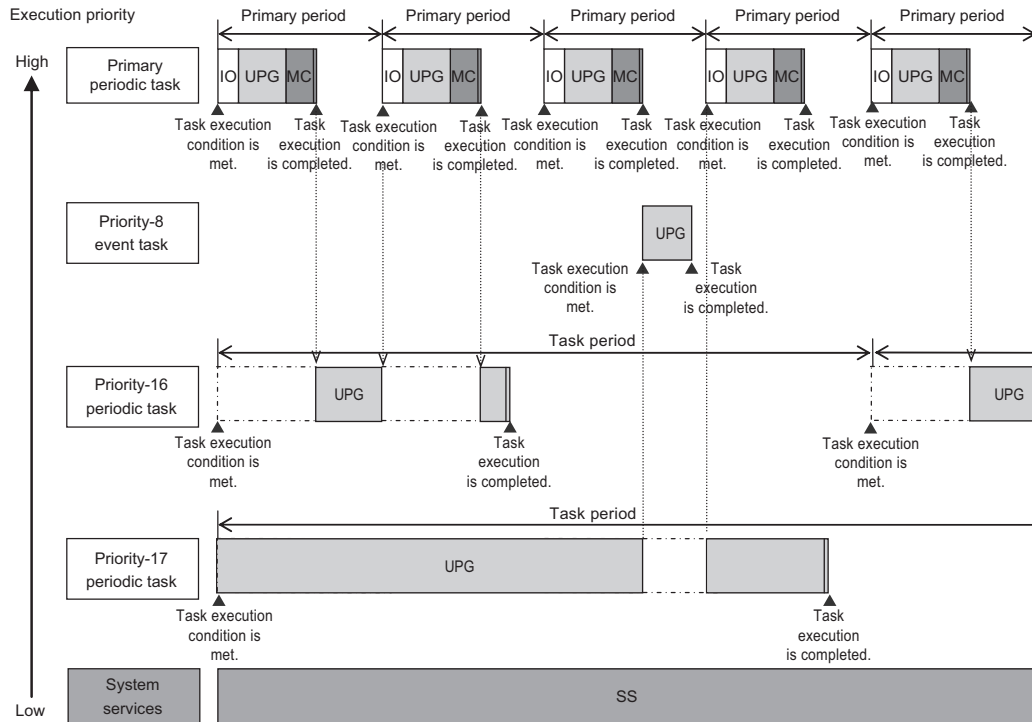 Execution priority
High
Low
Primary period
Primary period
Primary period
Primary period
Primary period
Primary
periodic task
IO UPG MC
IO UPG MC
IO UPG MC
IO UPG MC
IO UPG MC
Task execution
condition is
met.
Task
execution
is completed.
Task execution
condition is
met.
Task
execution
is completed.
Task execution
condition is
met.
Task
execution
is completed.
Task execution
condition is
met.
Task
execution
is completed.
Task execution
condition is
met.
Task
execution
is completed.
Priority-8
event task
UPG
Task execution
condition is
met.
Task
execution
is completed.
Task period
Priority-16
periodic task
UPG
UPG
Task execution
condition is
met.
Task
execution
is completed.
Task execution
condition is
met.
Task period
Priority-17
periodic task
UPG
Task execution
condition is
met.
Task
execution
is completed.
System
services
SS